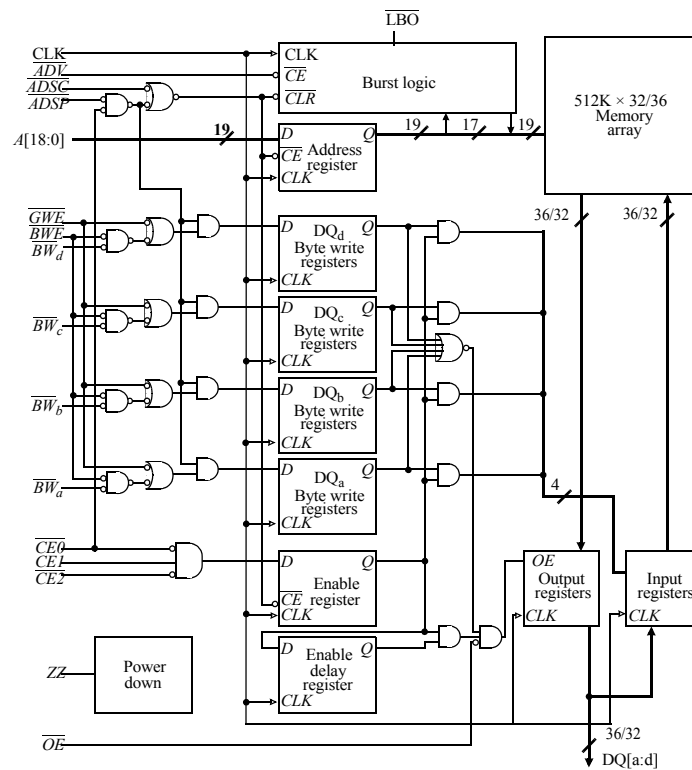 LBO
CLK
ADV
ADSC
ADSP
CLK
CE
CLR
Burst logic
512K × 32/36
Memory
array
A[18:0]
19
D
Q
CE
CLK
Address
register
19
17
19
36/32
36/32
GWE
BWE
BWd
D
DQd
Q
Byte write
registers
CLK
D
DQc
Q
Byte write
registers
CLK
BWc
D
DQb
Q
Byte write
registers
CLK
BWb
D
DQa
Q
Byte write
registers
CLK
BWa
4
CE0
CE1
CE2
D
Q
Enable
register
CE
CLK
OE
Output
registers
CLK
Input
registers
CLK
D
Q
Enable
delay
register
CLK
ZZ
Power
down
OE
36/32
DQ[a:d]